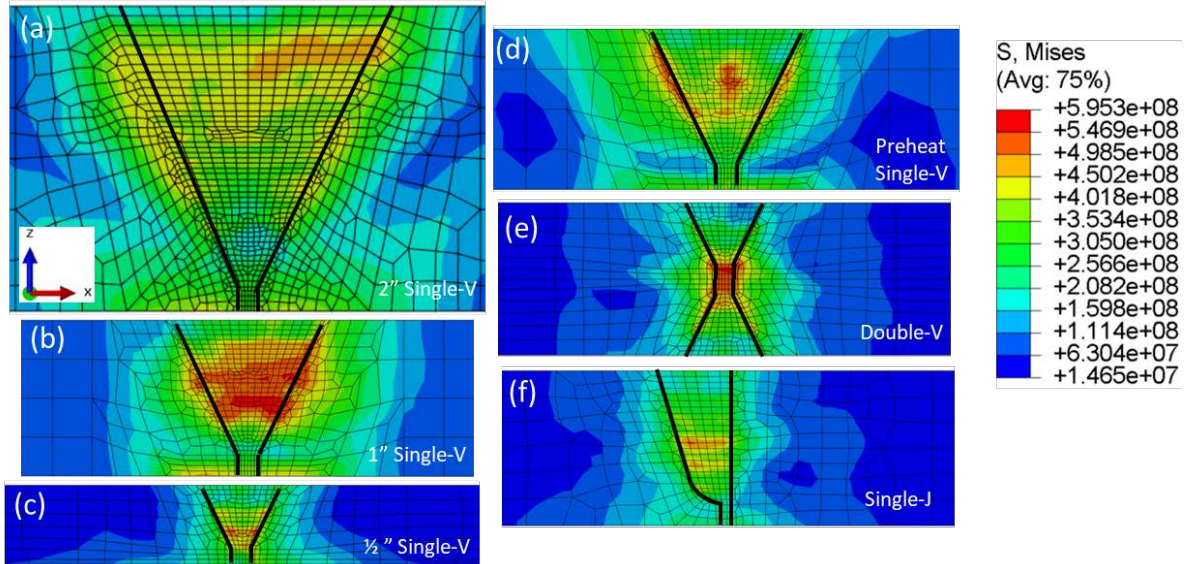 (a)
z
x
2” Single-V
(b)
1” Single-V
(c)
½ ” Single-V
(d)
Preheat
Single-V
(e)
Double-V
(f)
Single-J
S, Mises
(Avg: 75%)
+5.953e+08
+5.469e+08
+4.985e+08
+4.502e+08
+4.018e+08
+3.534e+08
+3.050e+08
+2.566e+08
+2.082e+08
+1.598e+08
+1.114e+08
+6.304e+07
+1.465e+07